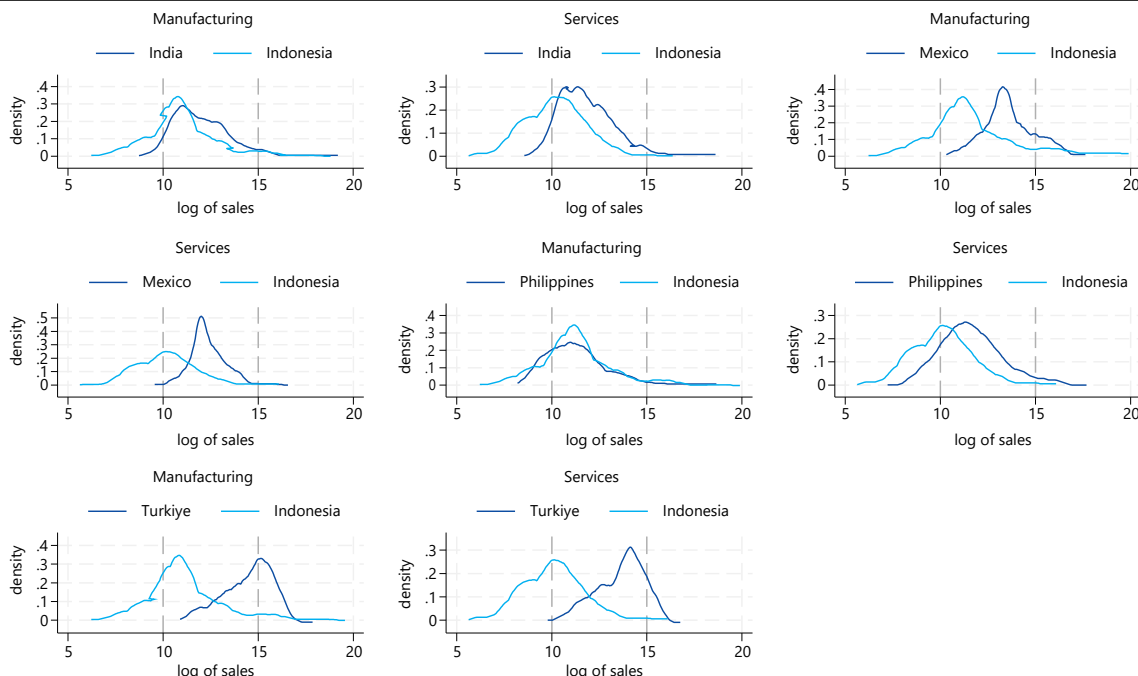 Manufacturing Services Manufacturing
India Indonesia India Indonesia Mexico Indonesia
density .4 .3 .2 .1 0 density .3 .2 .1 0 density .4 .3 .2 .1 0
5 10 15 20 5 10 15 20 5 10 15 20
log of sales log of sales log of sales
Services Manufacturing Services
Mexico Indonesia Philippines Indonesia Philippines Indonesia
density .5 .4 .3 .2 .1 0 density .4 .3 .2 .1 0 density .3 .2 .1 0
5 10 15 20 5 10 15 20 5 10 15 20
log of sales log of sales log of sales
Manufacturing Services
Turkiye Indonesia Turkiye Indonesia
density .4 .3 .2 .1 0 density .3 .2 .1 0
5 10 15 20 5 10 15 20
log of sales log of sales